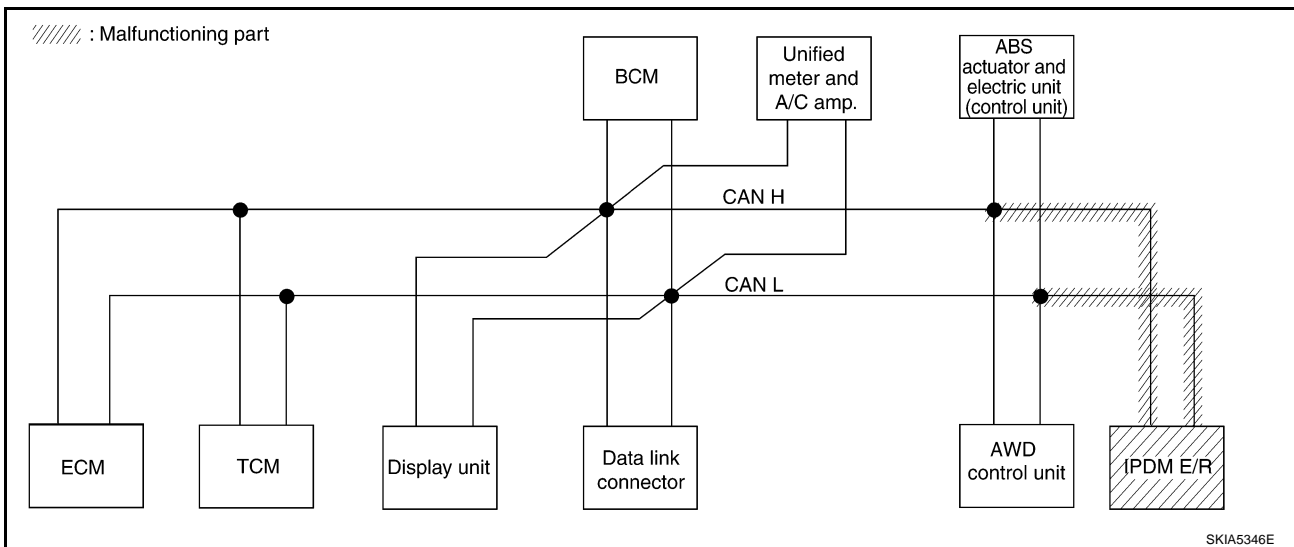 : Malfunctioning part
BCM
Unified
meter and
A/C amp.
ABS
actuator and
electric unit
(control unit)
CAN H
CAN L
ECM
TCM
Display unit
Data link
connector
AWD
control unit
IPDM E/R
SKIA5346E